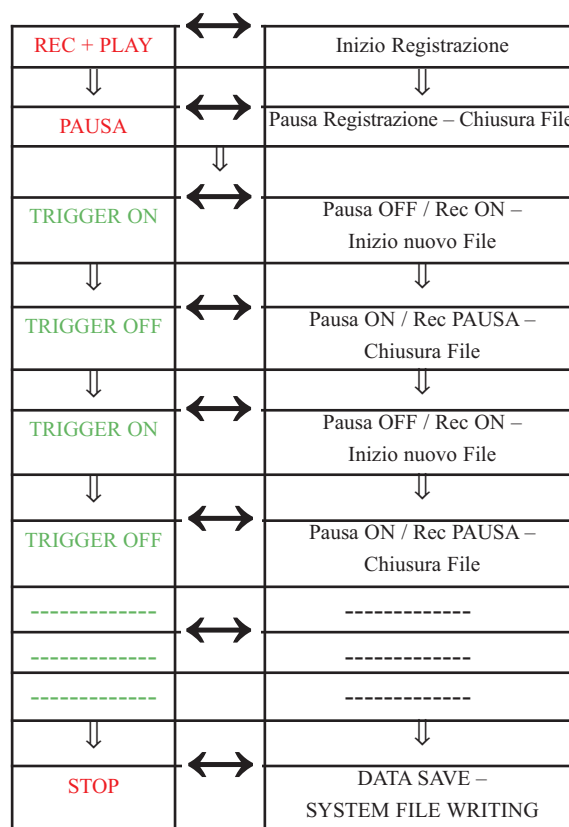 REC + PLAY
Inizio Registrazione
PAUSA
Pausa Registrazione – Chiusura File
TRIGGER ON
Pausa OFF / Rec ON –
Inizio nuovo File
TRIGGER OFF
Pausa ON / Rec PAUSA –
Chiusura File
TRIGGER ON
Pausa OFF / Rec ON –
Inizio nuovo File
TRIGGER OFF
Pausa ON / Rec PAUSA –
Chiusura File
-------------
-------------
-------------
-------------
-------------
-------------
STOP
DATA SAVE –
SYSTEM FILE WRITING